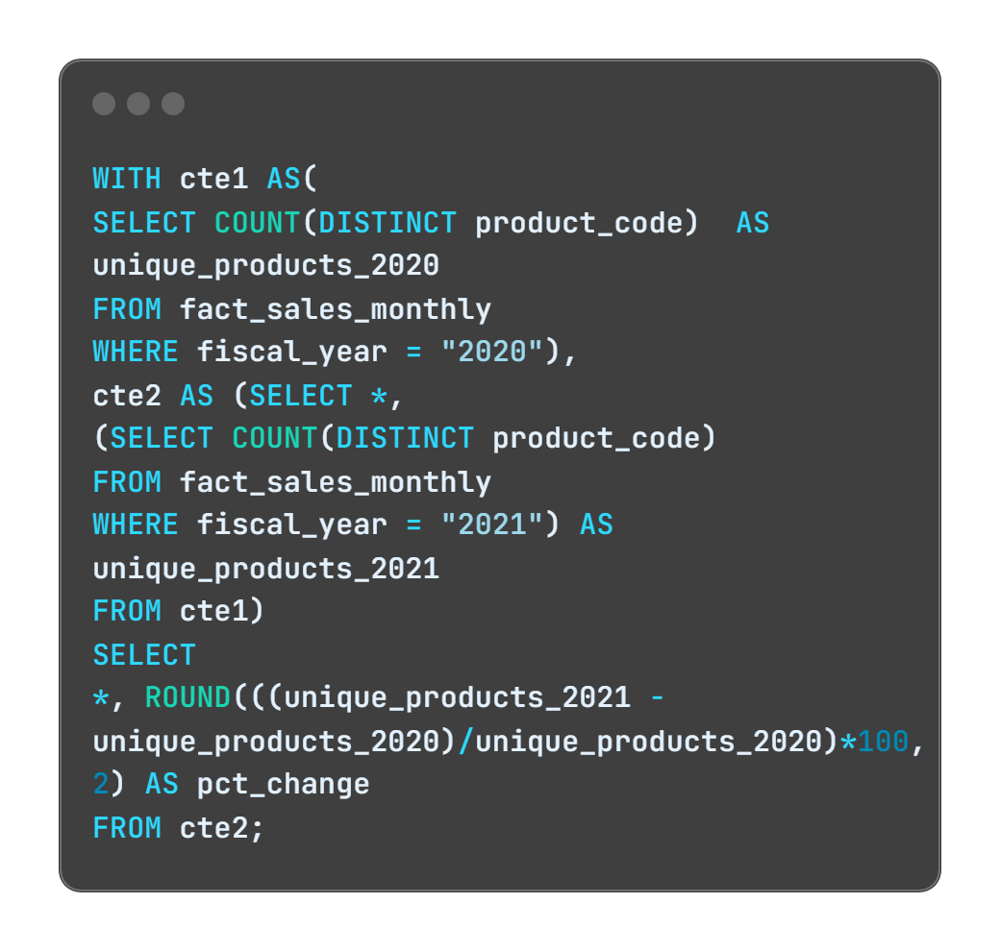 WITH cte1 AS(
SELECT COUNT(DISTINCT product_code)  AS
unique_products_2020
FROM fact_sales_monthly
WHERE fiscal_year = "2020"),
cte2 AS (SELECT *,
(SELECT COUNT(DISTINCT product_code)
FROM fact_sales_monthly
WHERE fiscal_year = "2021") AS
unique_products_2021
FROM cte1)
SELECT
*, ROUND(((unique_products_2021 -
unique_products_2020)/unique_products_2020)*100,
2) AS pct_change
FROM cte2;